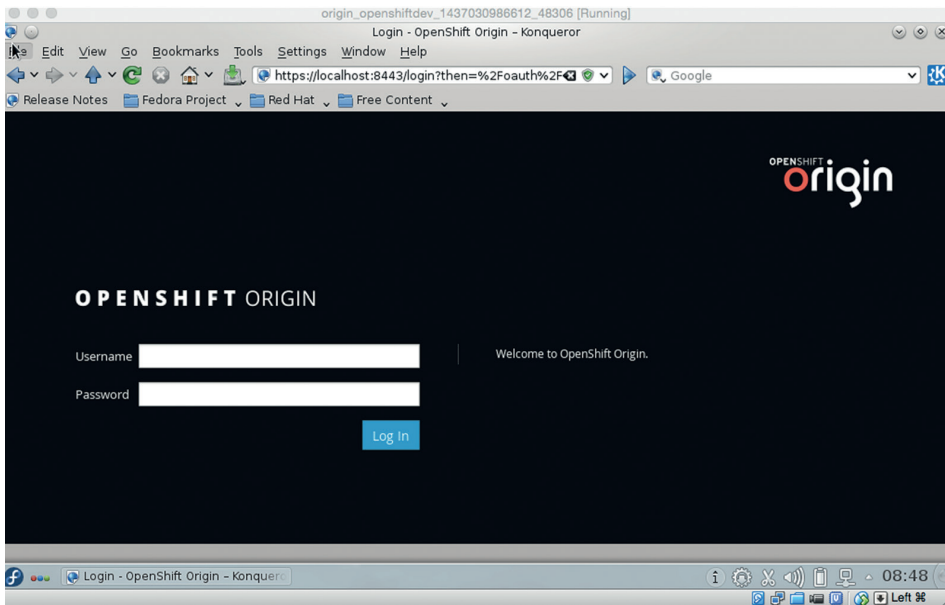 origin_openshiftdev_1437030986612_48306 [Running]
Login - OpenShift Origin – Konqueror
Edit View Go Bookmarks Tools Settings Window Help
https://localhost:8443/login?then=%2Foauth%2F
Google
Release Notes Fedora Project Red Hat Free Content
OPENSHIFT
origin
OPENSHIFT ORIGIN
Username
Welcome to OpenShift Origin.
Password
Log In
Login - OpenShift Origin – Konquero
08:48
Left ⌘